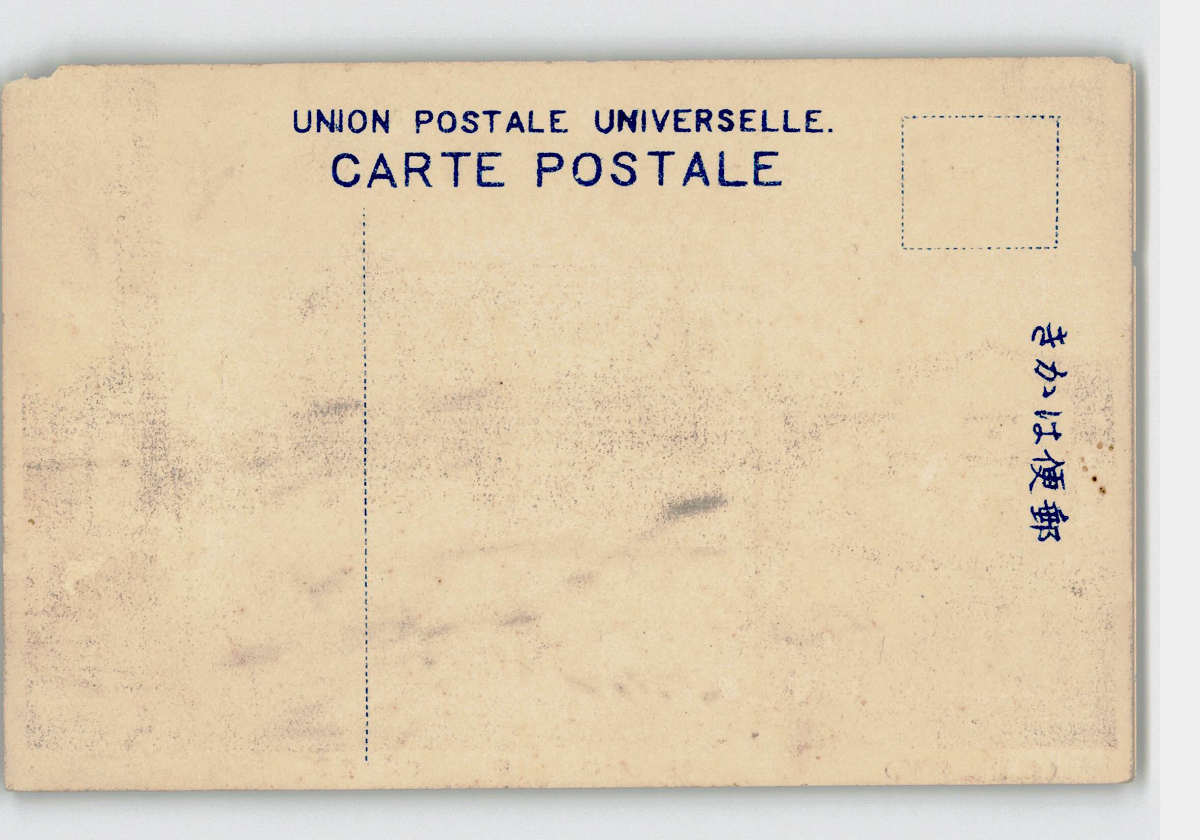 UNION POSTALE UNIVERSELLE.
CARTE POSTALE
郵便はかき